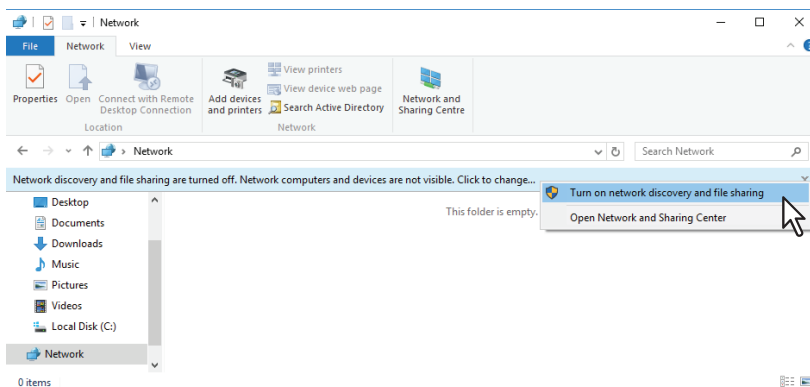 Network
File Network View
Properties Open Connect with Remote Desktop Connection
Location
Add devices and printers
View printers
View device web page
Search Active Directory
Network
Network and Sharing Centre
Network
Search Network
Network discovery and file sharing are turned off. Network computers and devices are not visible. Click to change...
Turn on network discovery and file sharing
Open Network and Sharing Center
This folder is empty.
Desktop
Documents
Downloads
Music
Pictures
Videos
Local Disk (C:)
Network
0 items